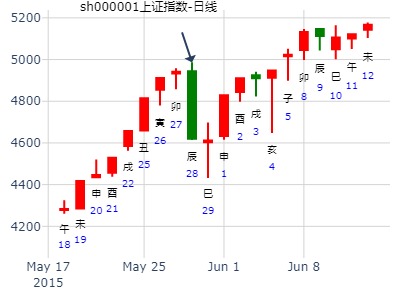 sh000001上证指数-日线
5200
5000
4800
4600
4400
4200
午
18
未
19
申
20
酉
21
戌
22
丑
25
寅
26
卯
27
辰
28
巳
29
申
1
酉
2
戌
3
亥
4
子
5
卯
8
辰
9
巳
10
午
11
未
12
May 17
2015
May 25
Jun 1
Jun 8